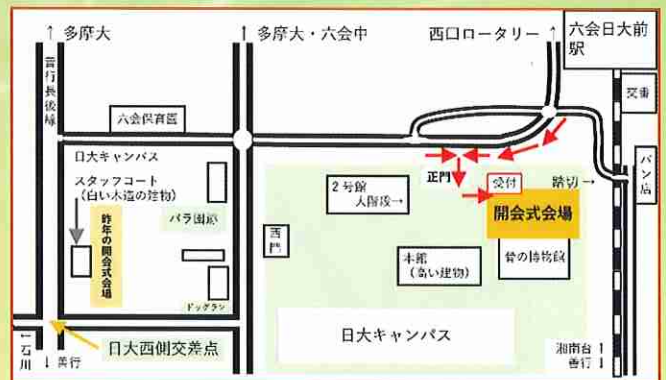 ↑ 多摩大
↑ 多摩大・六会中
西口ロータリー ↑
六会日大前
駅
善行長後線
六会保育園
交番
パン店
日大キャンパス
スタッフコート
(白い木造の建物)
昨年の開会式会場
バラ園跡
ドッグラン
西門
2号館
大階段→
正門
受付
踏切→
開会式会場
本館
(高い建物)
骨の博物館
日大キャンパス
日大西側交差点
↑石川
↓ 善行
湘南台 ↑
善行 ↓